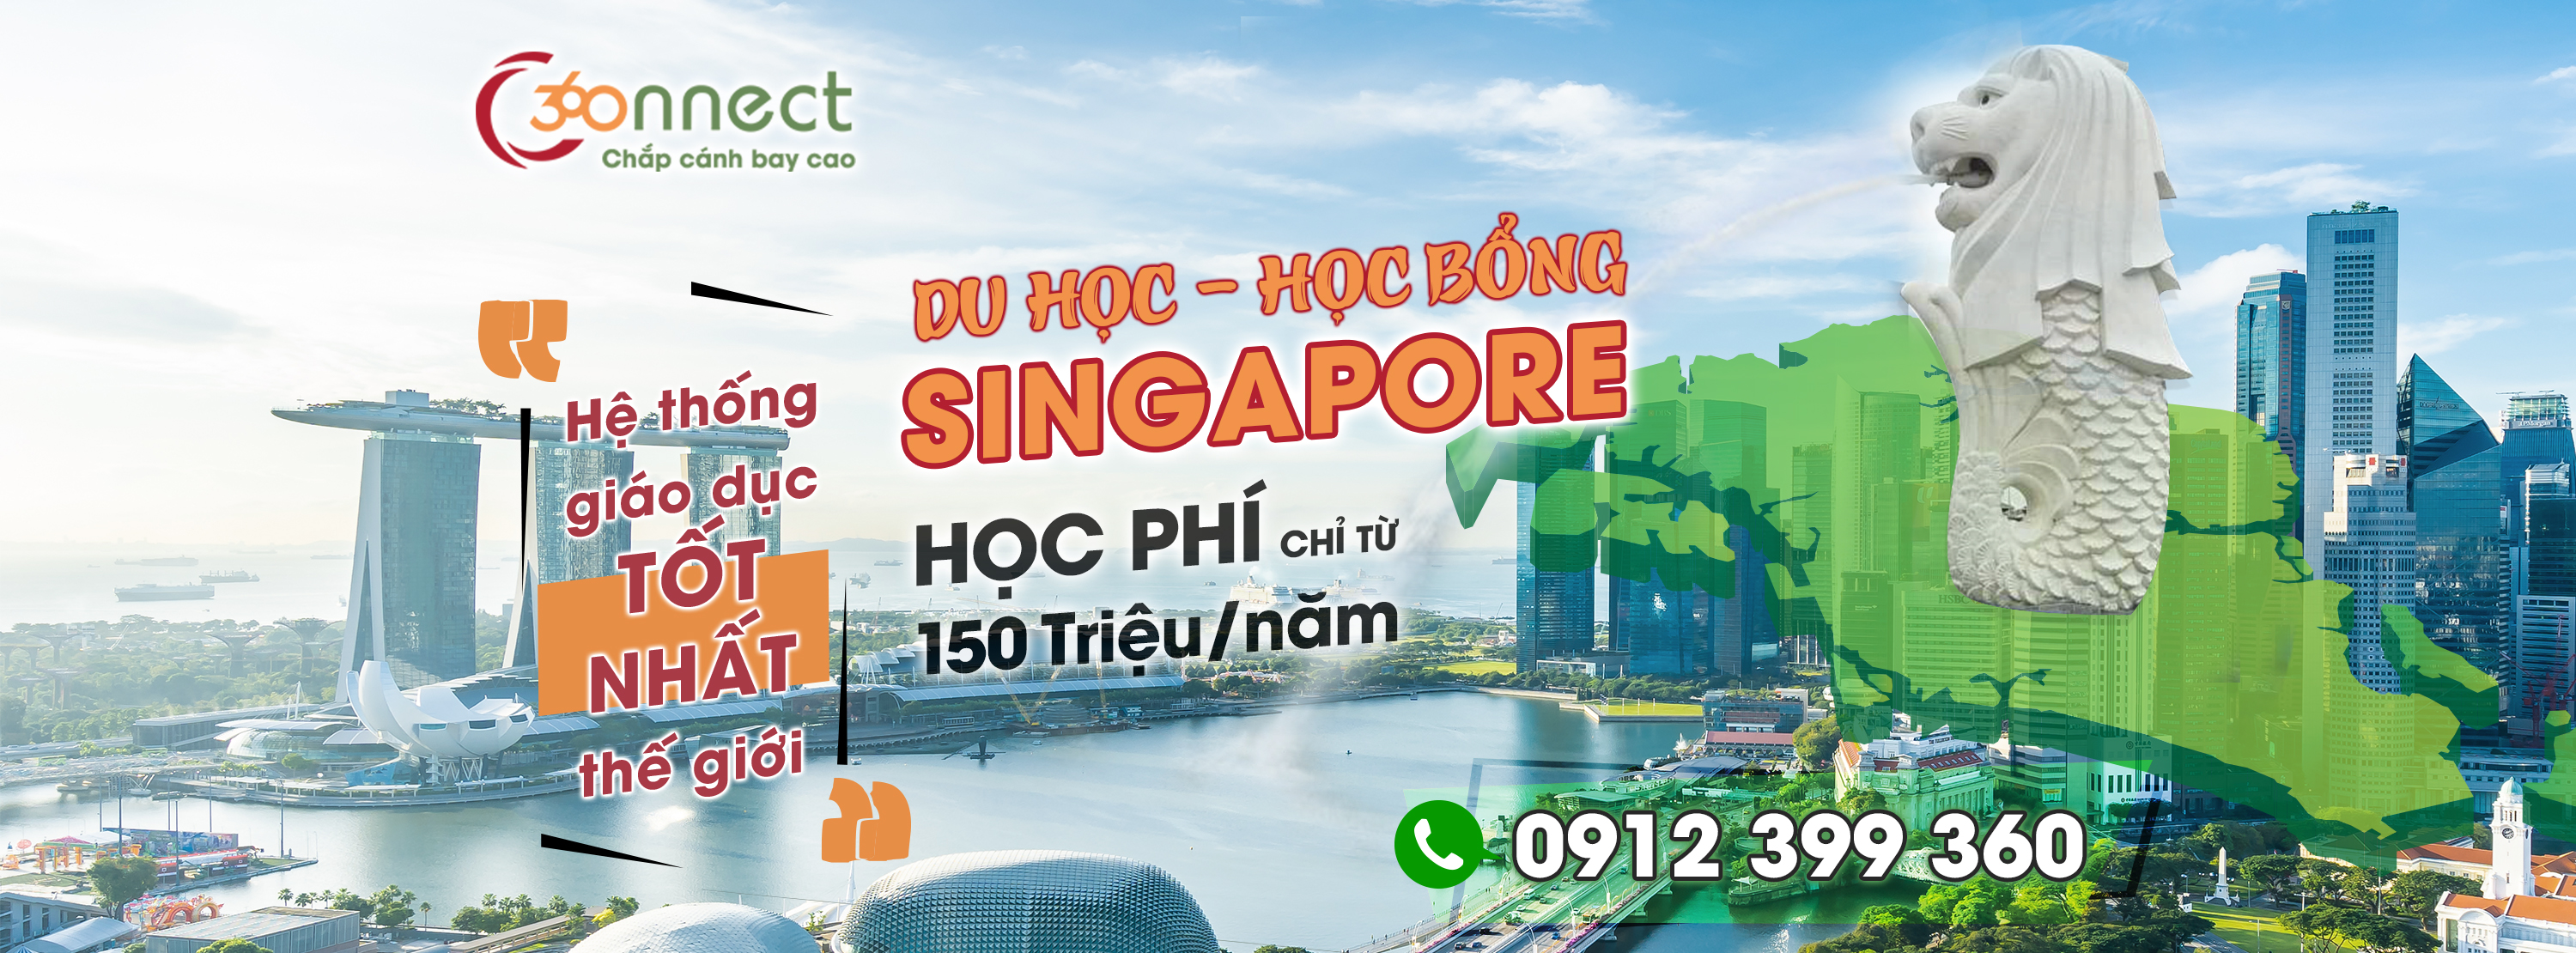 C360nnect
Chắp cánh bay cao
DU HỌC - HỌC BỔNG
SINGAPORE
Hệ thống
giáo dục
TỐT
NHẤT
thế giới
HỌC PHÍ CHỈ TỪ
150 Triệu/năm
HSBC
0912 399 360